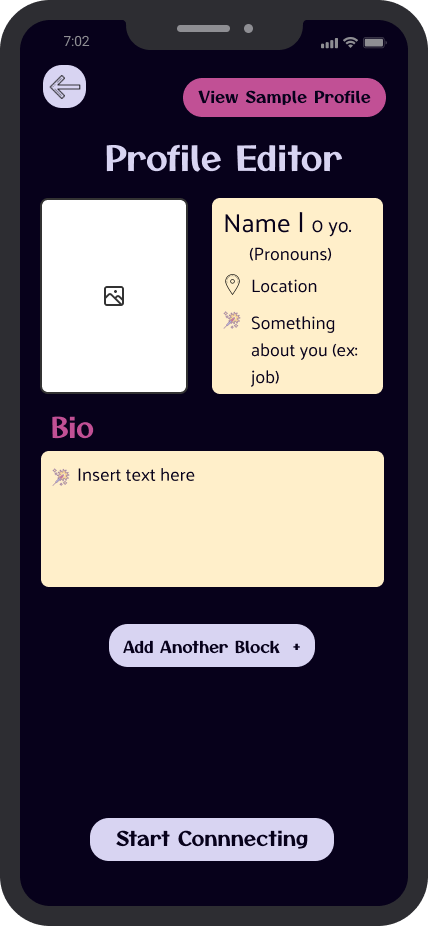 7:02
View Sample Profile
Profile Editor
Name | 0 yo.
(Pronouns)
Location
Something
about you (ex:
job)
Bio
Insert text here
Add Another Block +
Start Connnecting